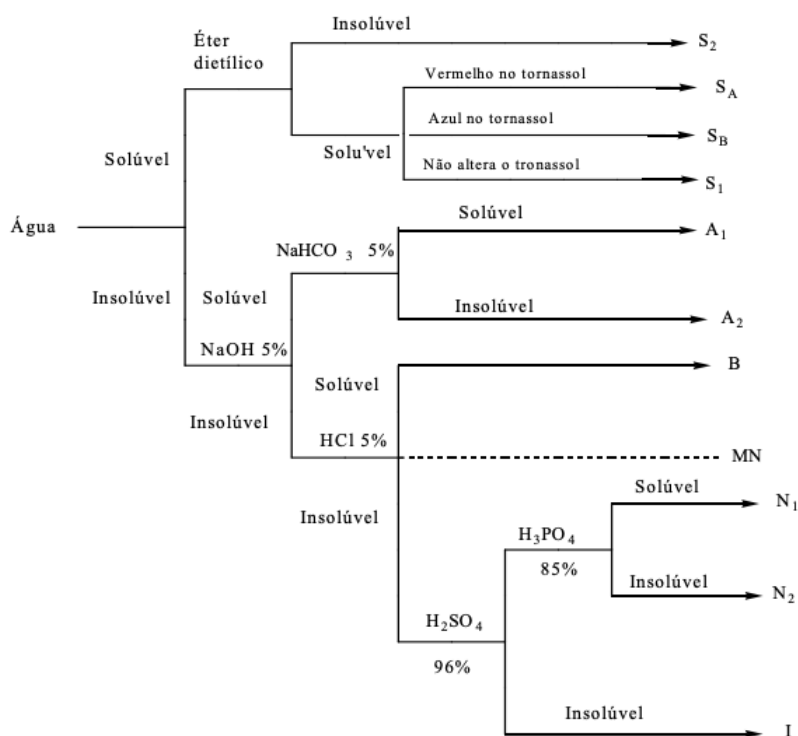 Insolúvel
S2
Éter
dietílico
Vermelho no tornassol
SA
Azul no tornassol
SB
Solúvel
Solu'vel
Não altera o tronassol
S1
Água
Solúvel
A1
NaHCO 3 5%
Insolúvel
Solúvel
Insolúvel
A2
NaOH 5%
Solúvel
B
Insolúvel
HCl 5%
MN
Solúvel
N1
Insolúvel
H3PO4
85%
Insolúvel
N2
H2SO4
96%
Insolúvel
I